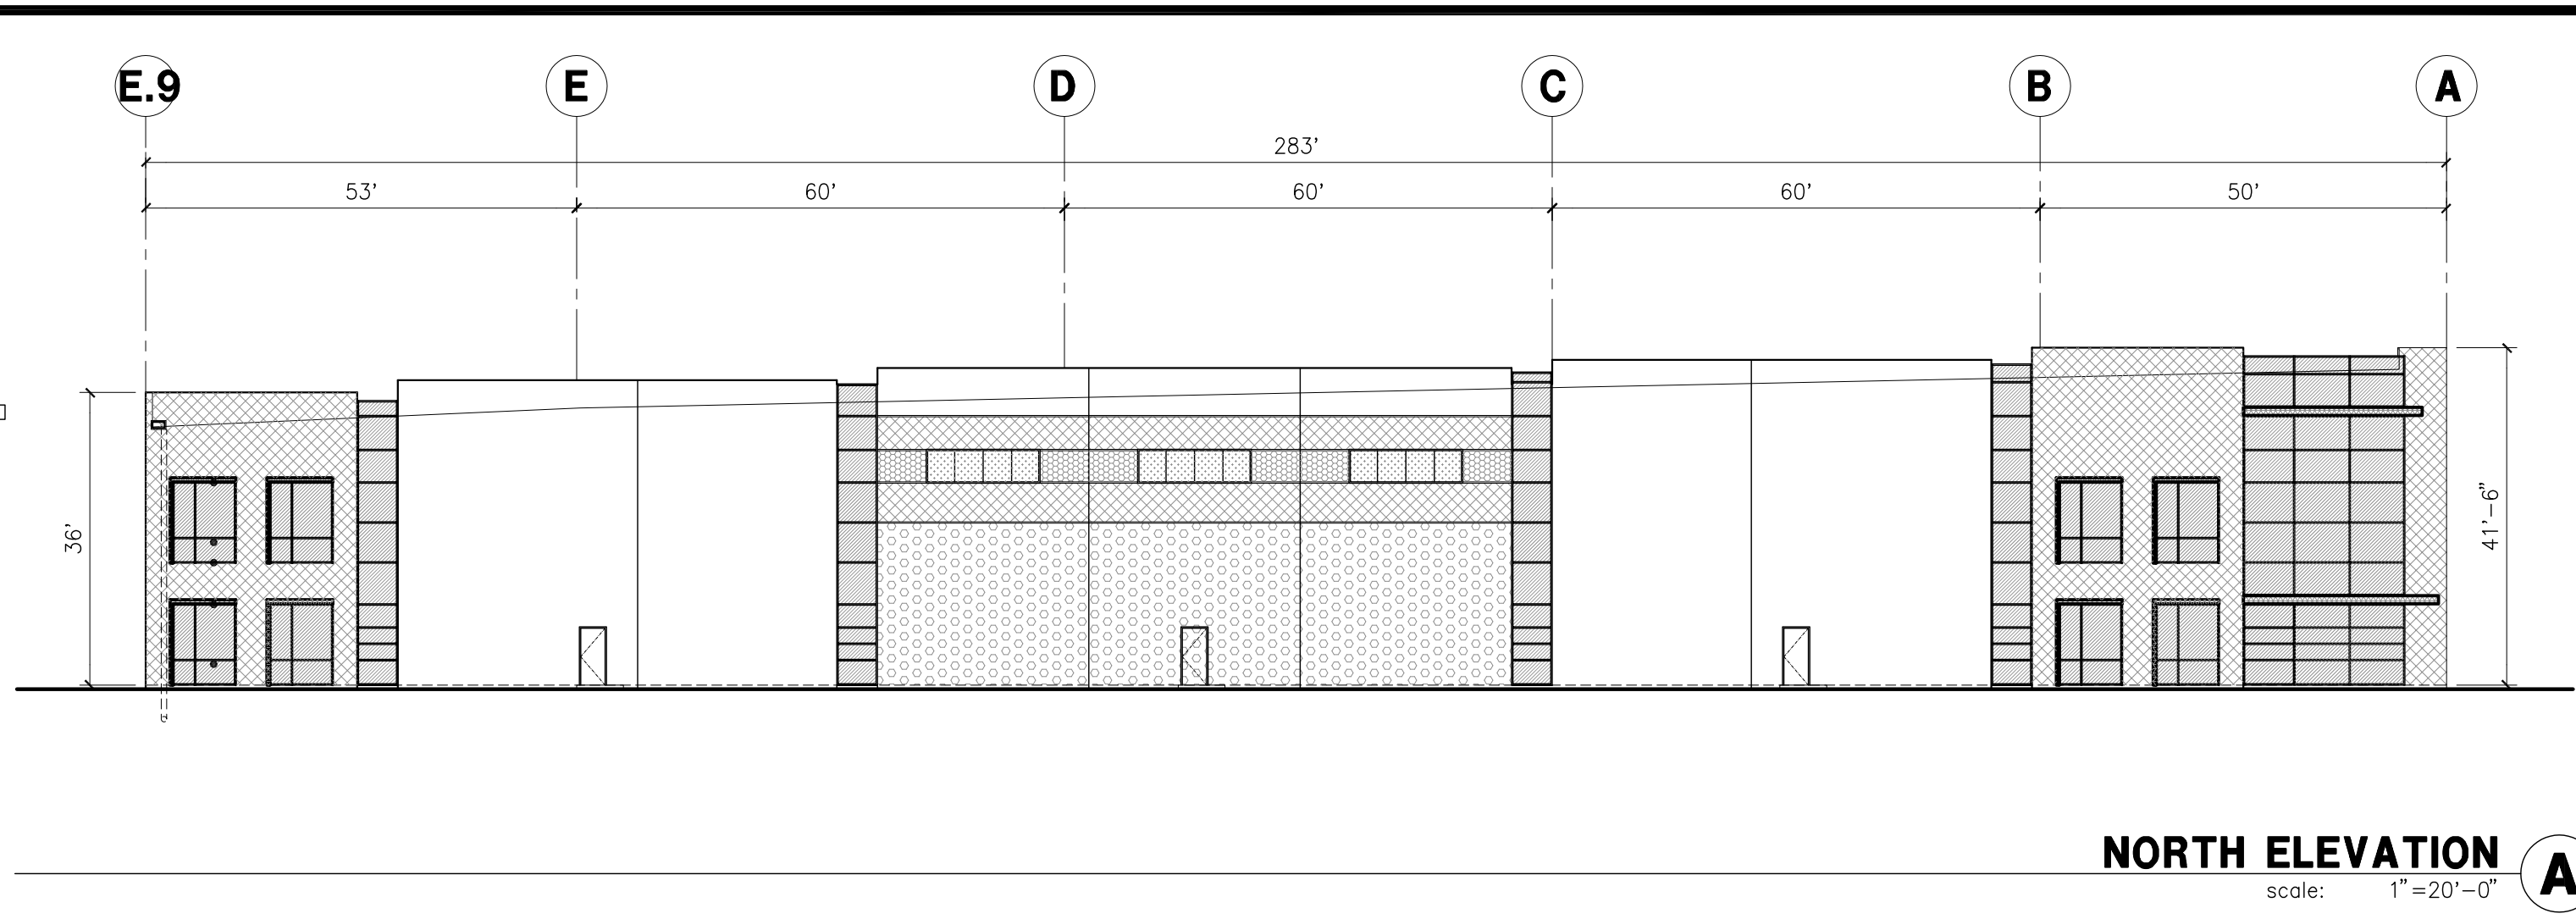 E.9 E D C B A
283'
53' 60' 60' 60' 50'
36'
41'-6"
NORTH ELEVATION
A
scale: 1"=20'-0"